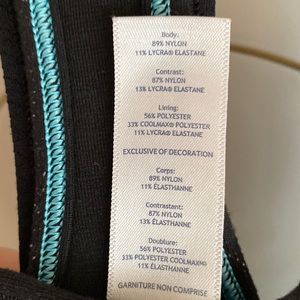 Body:
89% NYLON
11% LYCRA® ELASTANE
Contrast:
87% NYLON
13% LYCRA® ELASTANE
Lining:
56% POLYESTER
33% COOLMAX® POLYESTER
11% LYCRA® ELASTANE
EXCLUSIVE OF DECORATION
Corps:
89% NYLON
11% ÉLASTHANNE
Contrastant:
87% NYLON
13% ÉLASTHANNE
Doublure:
56% POLYESTER
33% POLYESTER COOLMAXMD
11% ÉLASTHANNE
GARNITURE NON COMPRISE